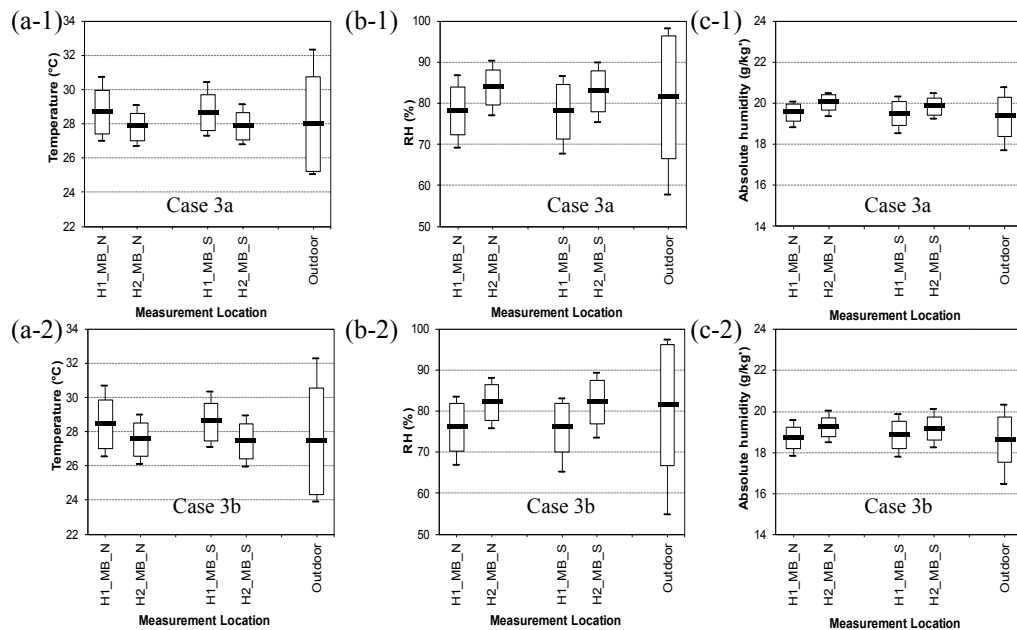 (a-1)
34
32
30
28
26
24
22
Temperature (°C)
Case 3a
H1_MB_N
H2_MB_N
H1_MB_S
H2_MB_S
Outdoor
Measurement Location
(b-1)
100
90
80
70
60
50
RH (%)
Case 3a
H1_MB_N
H2_MB_N
H1_MB_S
H2_MB_S
Outdoor
Measurement Location
(c-1)
24
22
20
18
16
14
Absolute humidity (g/kg')
Case 3a
H1_MB_N
H2_MB_N
H1_MB_S
H2_MB_S
Outdoor
Measurement Location
(a-2)
34
32
30
28
26
24
22
Temperature (°C)
Case 3b
H1_MB_N
H2_MB_N
H1_MB_S
H2_MB_S
Outdoor
Measurement Location
(b-2)
100
90
80
70
60
50
RH (%)
Case 3b
H1_MB_N
H2_MB_N
H1_MB_S
H2_MB_S
Outdoor
Measurement Location
(c-2)
24
22
20
18
16
14
Absolute humidity (g/kg')
Case 3b
H1_MB_N
H2_MB_N
H1_MB_S
H2_MB_S
Outdoor
Measurement Location